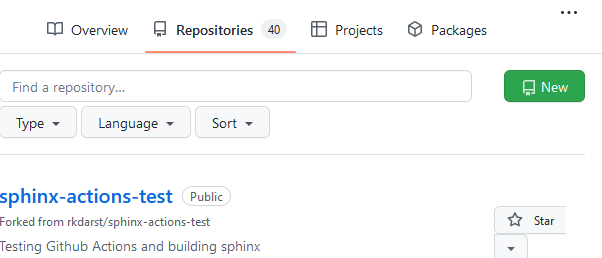 Overview Repositories 40 Projects Packages
Find a repository...
New
Type Language Sort
sphinx-actions-test Public
Forked from rkdarst/sphinx-actions-test
Star
Testing Github Actions and building sphinx